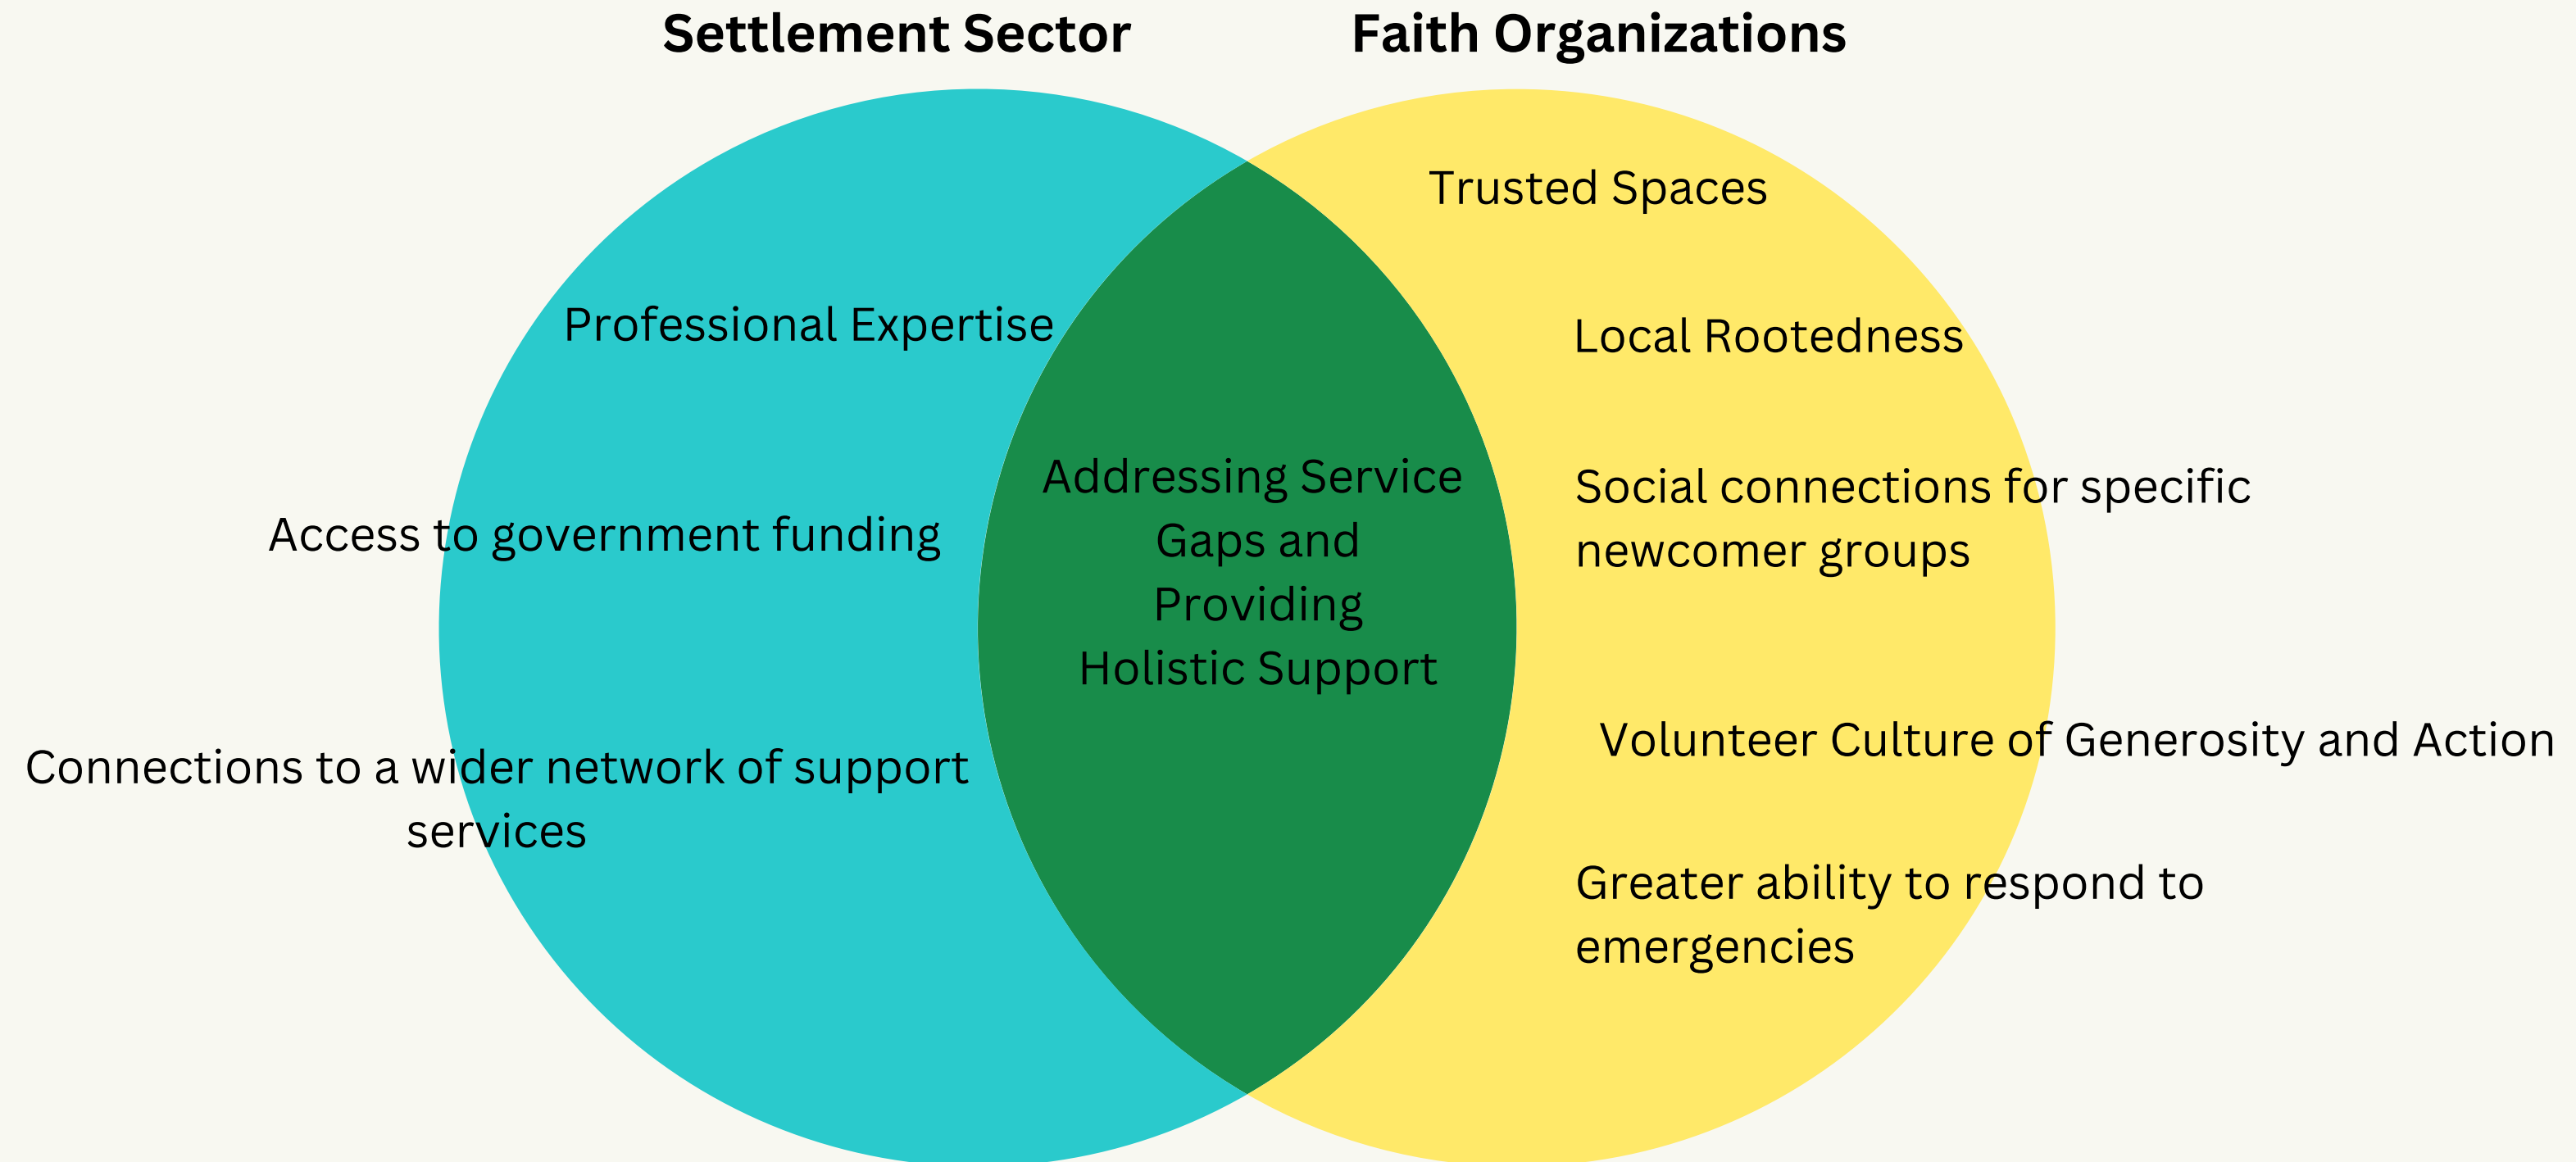 Settlement Sector
Faith Organizations
Professional Expertise
Access to government funding
Connections to a wider network of support
services
Addressing Service
Gaps and
Providing
Holistic Support
Trusted Spaces
Local Rootedness
Social connections for specific
newcomer groups
Volunteer Culture of Generosity and Action
Greater ability to respond to
emergencies